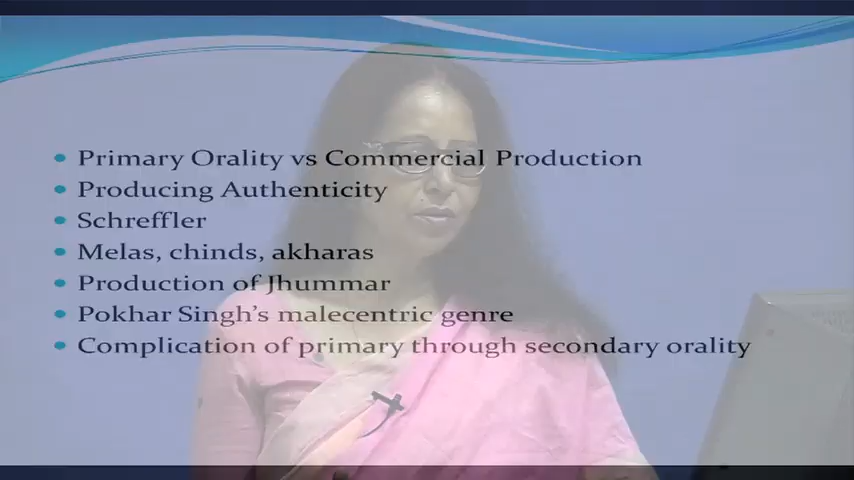 Primary Orality vs Commercial Production
Producing Authenticity
Schreffler
Melas, chinds, akharas
Production of Jhummar
Pokhar Singh's malecentric genre
Complication of primary through secondary orality